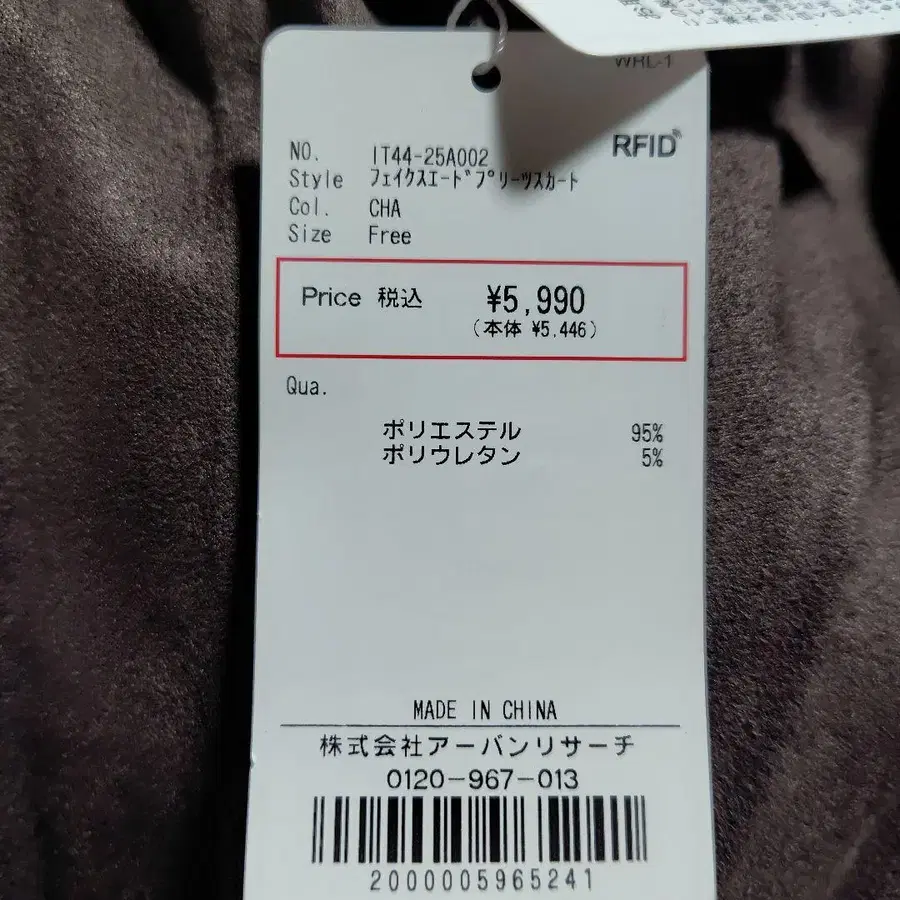 WRL-1
RFID
NO. IT44-25A002
Style ﾌェイクスエードプリーツスカート
Col. CHA
Size Free
Price 税込 ¥5,990
(本体 ¥5.446)
Qua.
ポリエステル 95%
ポリウレタン 5%
MADE IN CHINA
株式会社アーバンリサーチ
0120-967-013
2000005965241